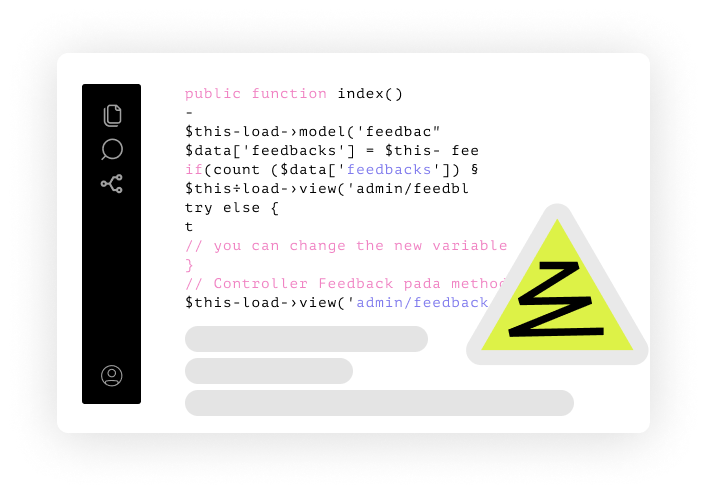 public function index()
-
$this-load-›model('feedbac"
$data['feedbacks'] = $this- fee
if(count ($data['feedbacks']) §
$this÷load-›view('admin/feedbl
try else {
t
// you can change the new variable
}
// Controller Feedback pada method
$this-load-›view('admin/feedback